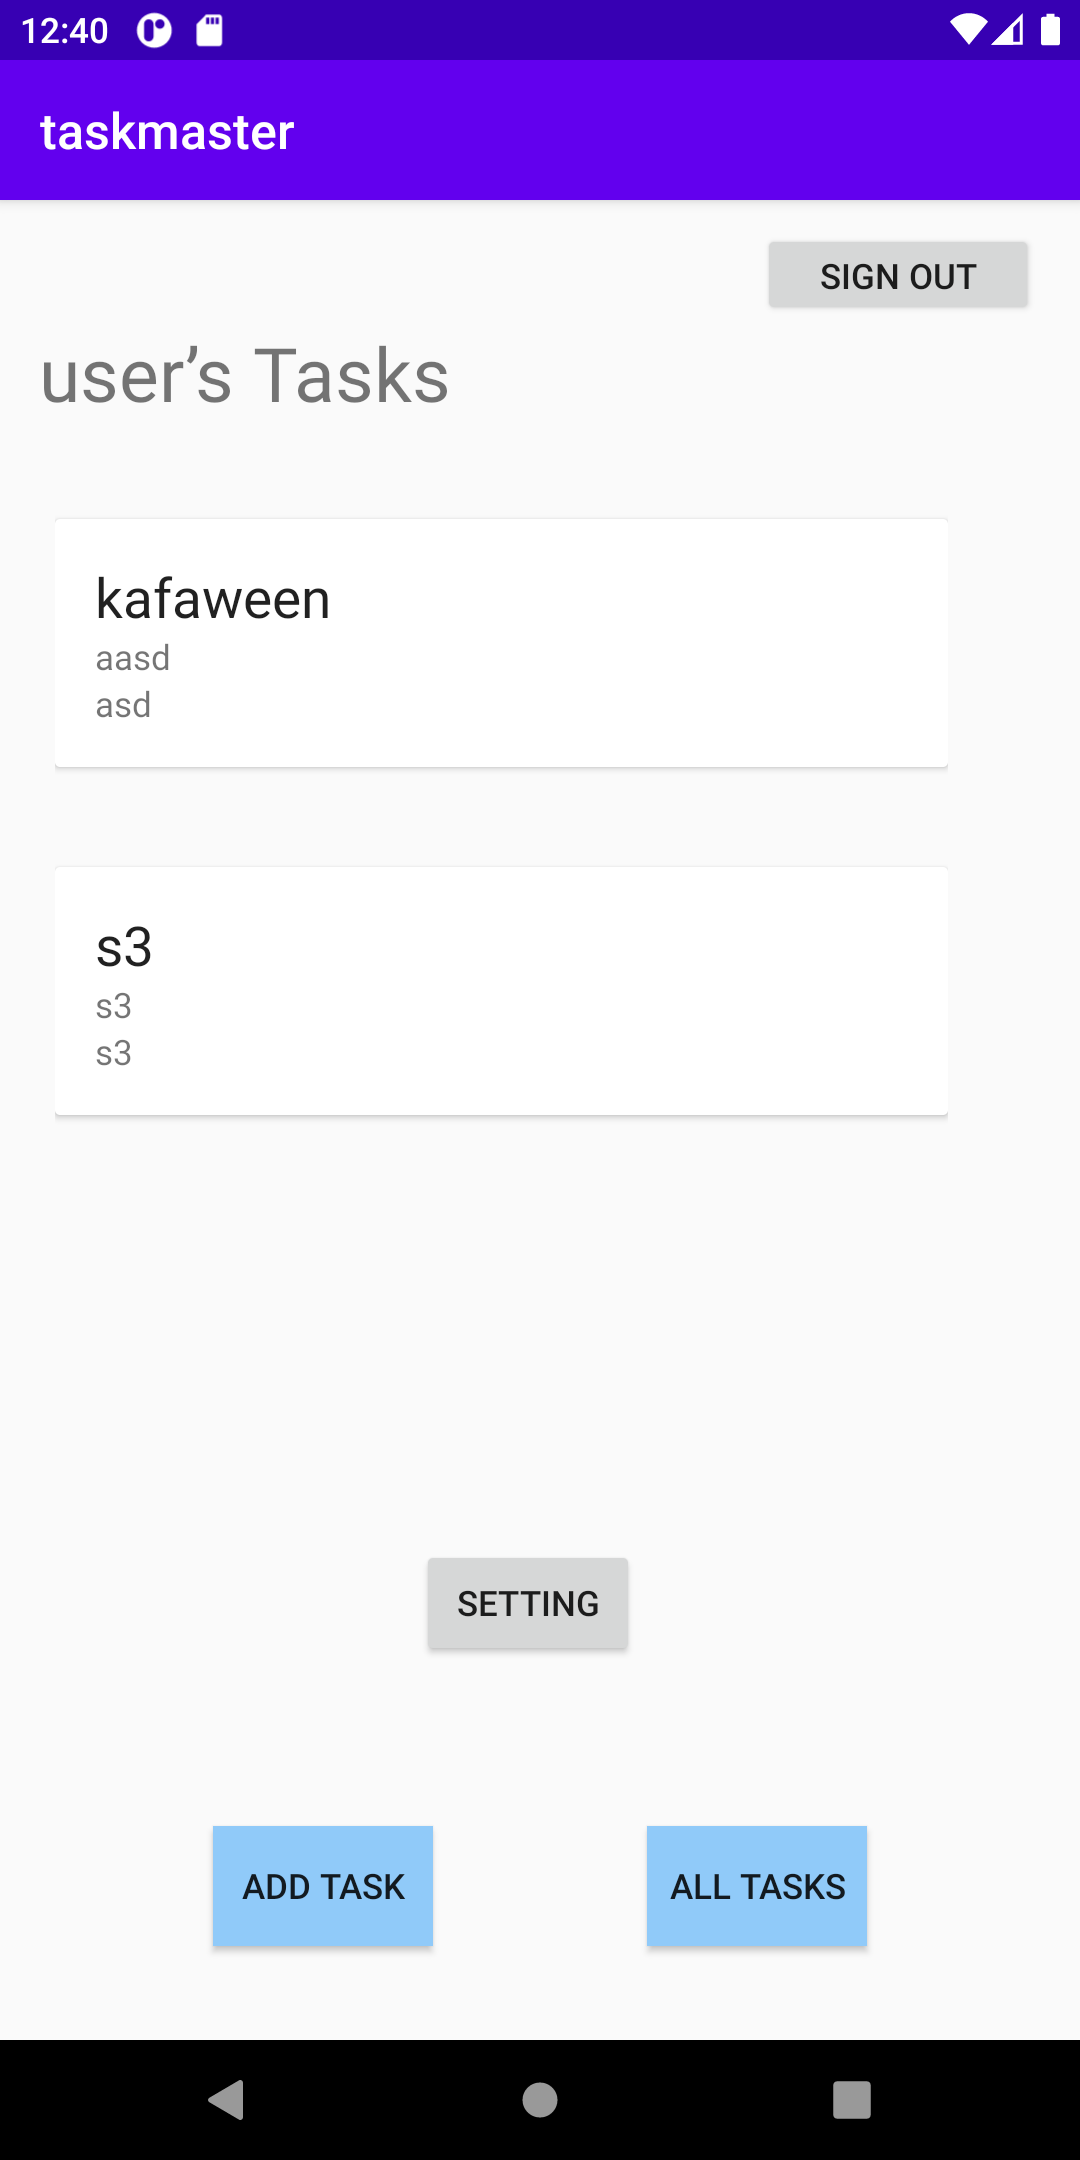 12:40
taskmaster
SIGN OUT
user’s Tasks
kafaween
aasd
asd
s3
s3
s3
SETTING
ADD TASK
ALL TASKS